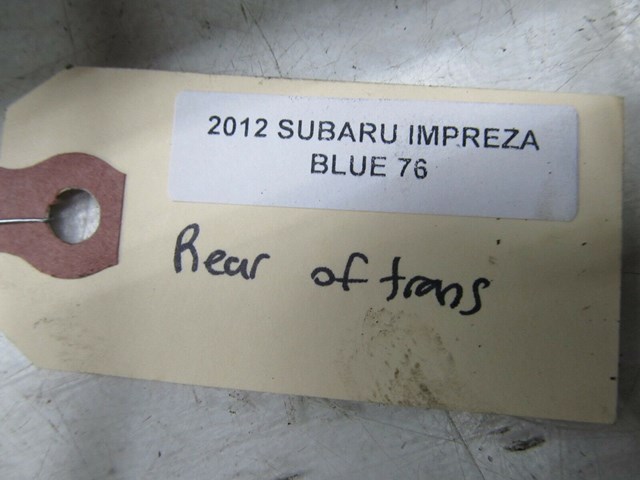 2012 SUBARU IMPREZA
BLUE 76
Rear of trans